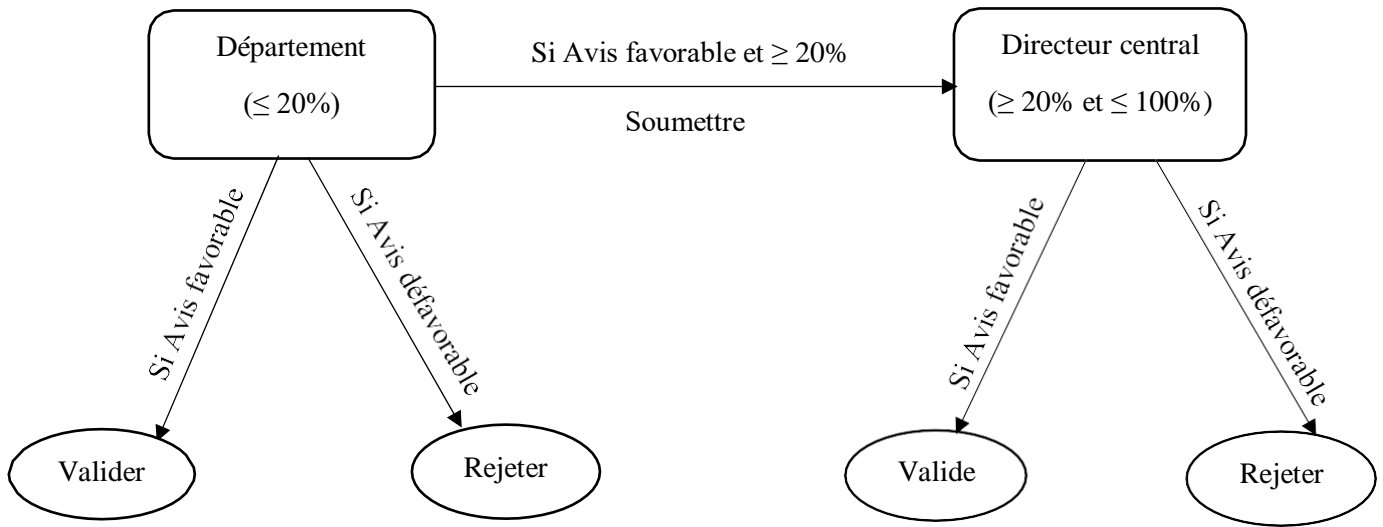 Département
(≤ 20%)
Si Avis favorable et ≥ 20%
Soumettre
Directeur central
(≥ 20% et ≤ 100%)
Si Avis favorable
Si Avis défavorable
Si Avis favorable
Si Avis défavorable
Valider
Rejeter
Valide
Rejeter